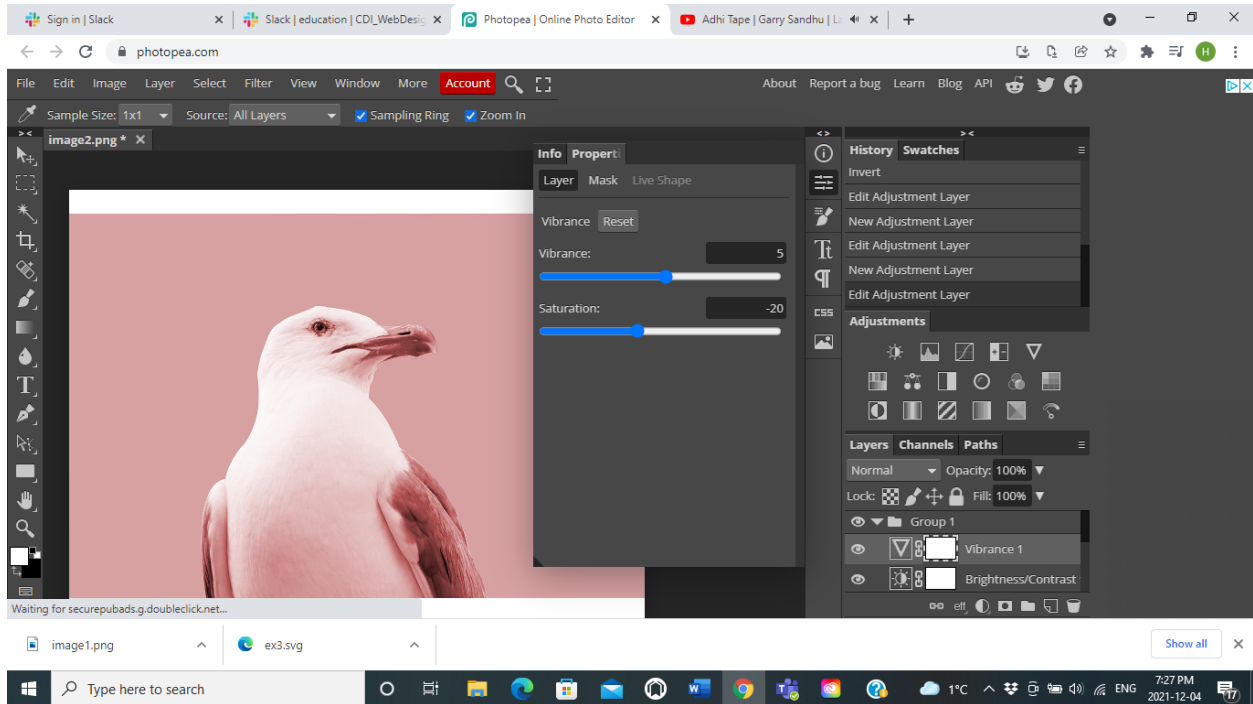 Sign in | Slack
Slack | education | CDI_WebDesig
Photopea | Online Photo Editor
Adhi Tape | Garry Sandhu | La
photopea.com
H
File Edit Image Layer Select Filter View Window More Account
About Report a bug Learn Blog API
Sample Size: 1x1 Source: All Layers Sampling Ring Zoom In
image2.png *
Info Properti
Layer Mask Live Shape
Vibrance Reset
Vibrance: 5
Saturation: -20
CSS
History Swatches
Invert
Edit Adjustment Layer
New Adjustment Layer
Edit Adjustment Layer
New Adjustment Layer
Edit Adjustment Layer
Adjustments
Layers Channels Paths
Normal Opacity: 100%
Lock: Fill: 100%
Group 1
Vibrance 1
Brightness/Contrast
eff
Waiting for securepubads.g.doubleclick.net...
image1.png
ex3.svg
Show all
Type here to search
1°C
ENG
7:27 PM
2021-12-04
17